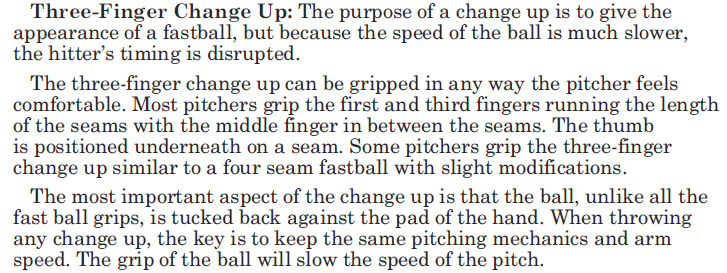 Three-Finger Change Up: The purpose of a change up is to give the
appearance of a fastball, but because the speed of the ball is much slower,
the hitter's timing is disrupted.
The three-finger change up can be gripped in any way the pitcher feels
comfortable. Most pitchers grip the first and third fingers running the length
of the seams with the middle finger in between the seams. The thumb
is positioned underneath on a seam. Some pitchers grip the three-finger
change up similar to a four seam fastball with slight modifications.
The most important aspect of the change up is that the ball, unlike all the
fast ball grips, is tucked back against the pad of the hand. When throwing
any change up, the key is to keep the same pitching mechanics and arm
speed. The grip of the ball will slow the speed of the pitch.